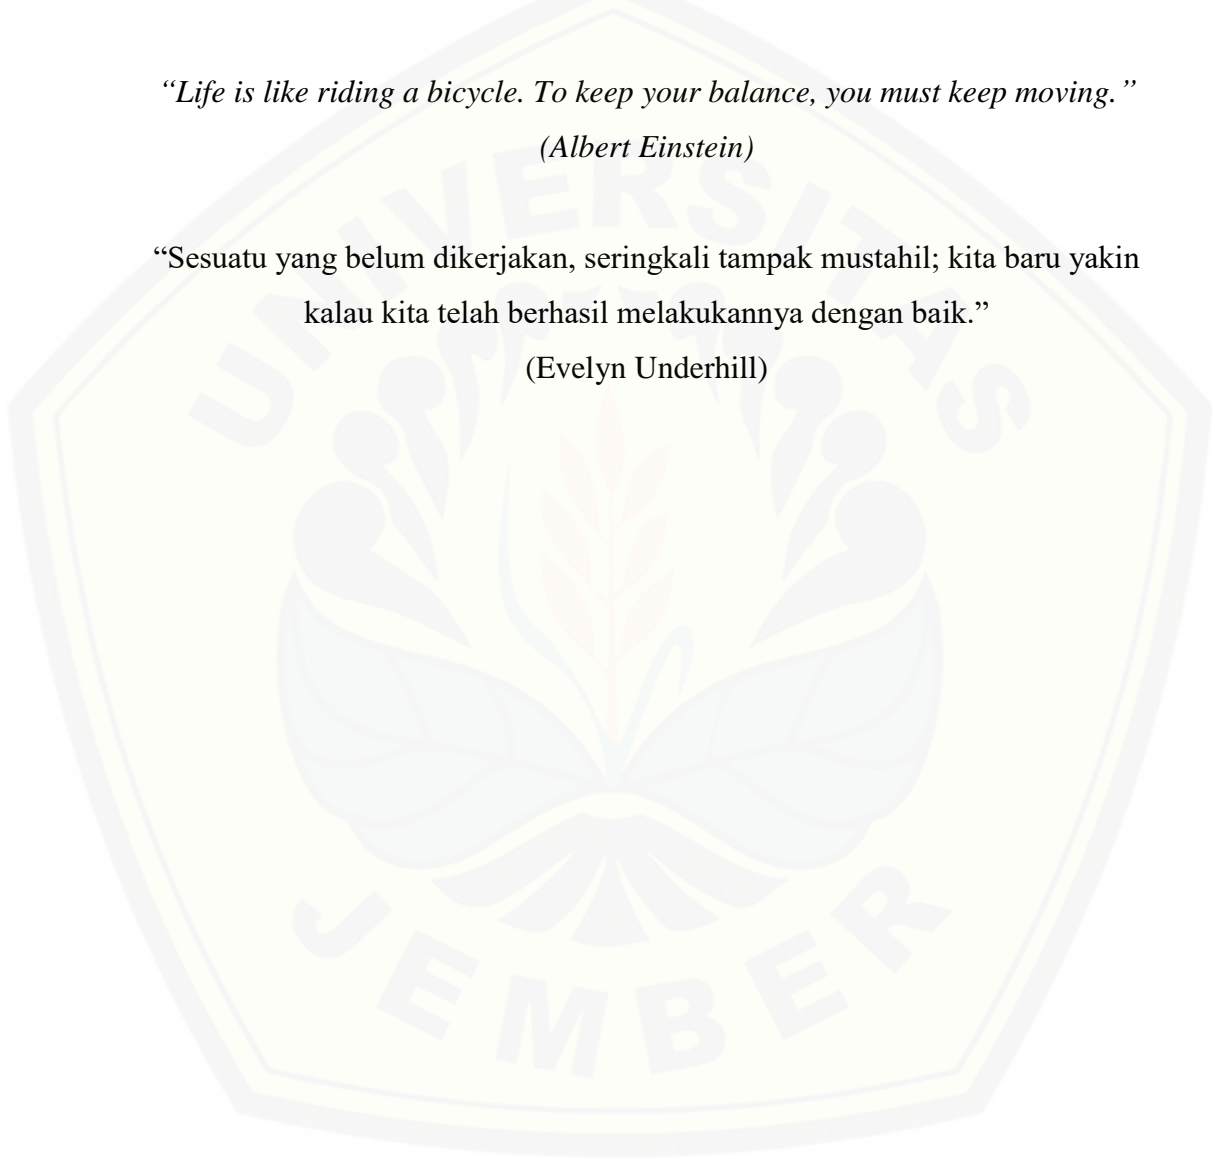 “Life is like riding a bicycle. To keep your balance, you must keep moving.”
(Albert Einstein)
“Sesuatu yang belum dikerjakan, seringkali tampak mustahil; kita baru yakin
kalau kita telah berhasil melakukannya dengan baik.”
(Evelyn Underhill)
UNIVERSITAS
JEMBER